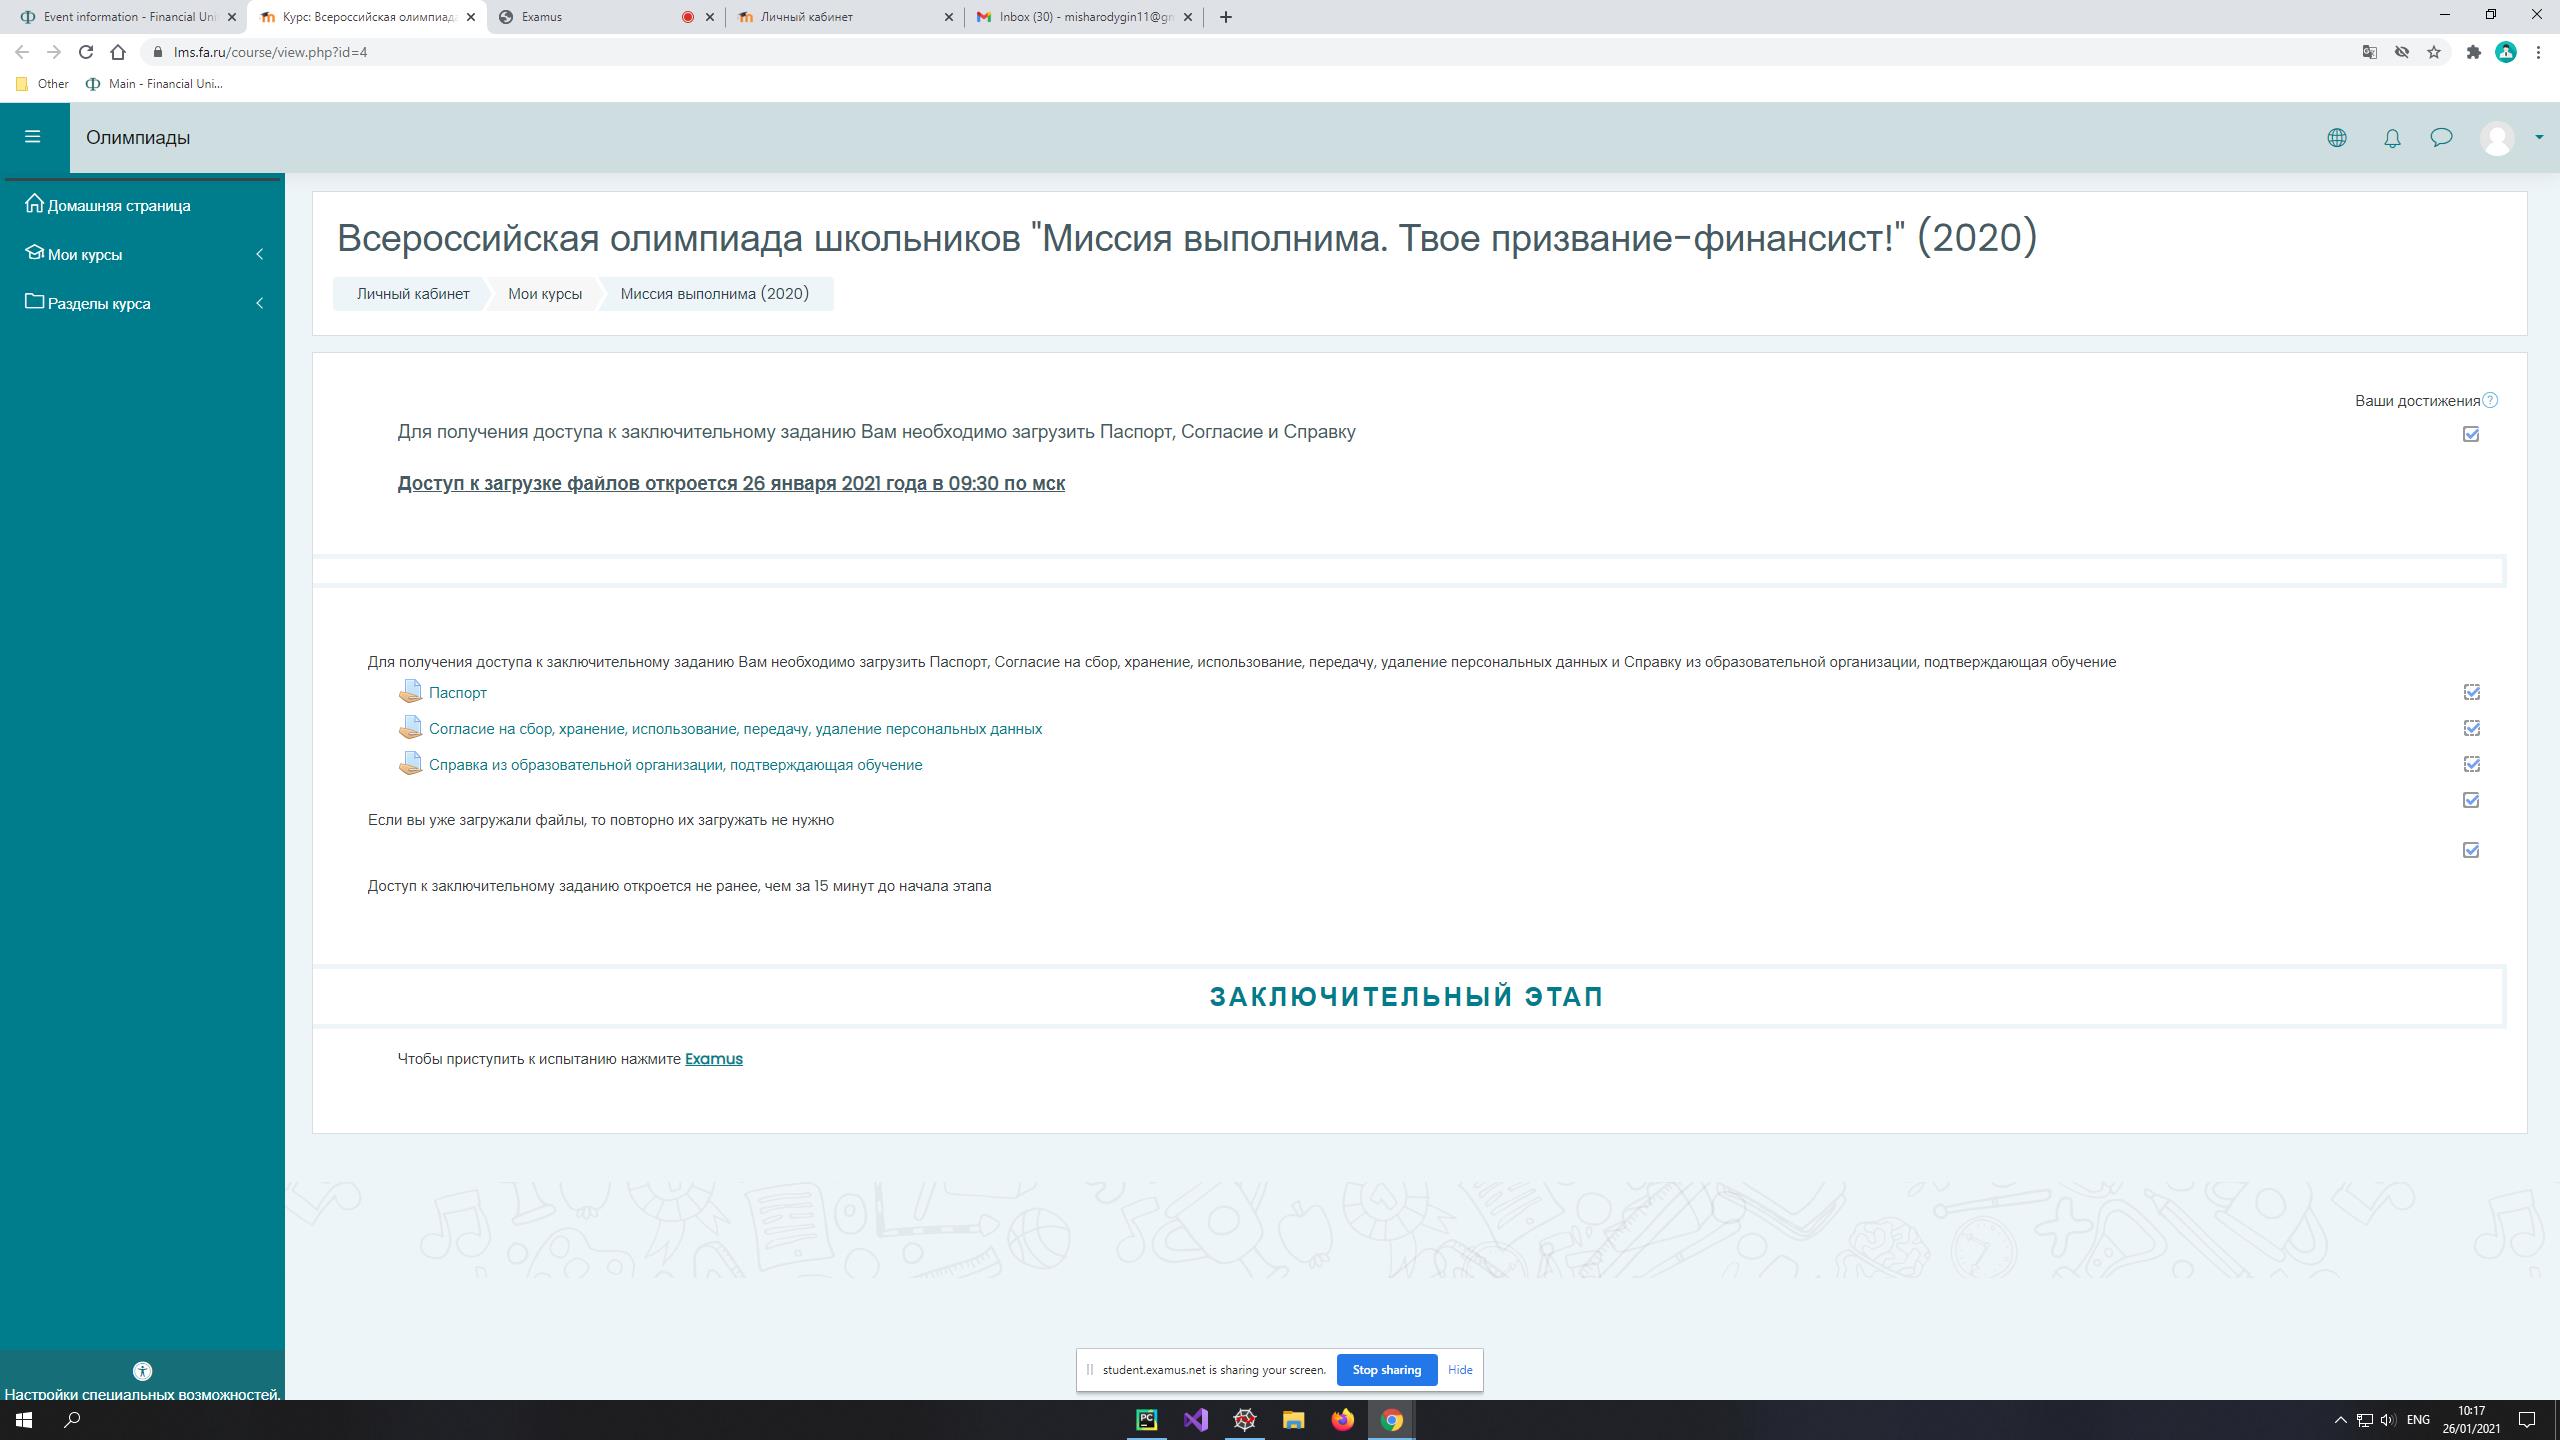 Event information - Financial Uni
Курс: Всероссийская олимпиада
Examus
Личный кабинет
Inbox (30) - misharodygin11@gm
lms.fa.ru/course/view.php?id=4
Other
Main - Financial Uni...
Олимпиады
Домашняя страница
Мои курсы
Разделы курса
Всероссийская олимпиада школьников "Миссия выполнима. Твое призвание-финансист!" (2020)
Личный кабинет
Мои курсы
Миссия выполнима (2020)
Ваши достижения
Для получения доступа к заключительному заданию Вам необходимо загрузить Паспорт, Согласие и Справку
Доступ к загрузке файлов откроется 26 января 2021 года в 09:30 по мск
Для получения доступа к заключительному заданию Вам необходимо загрузить Паспорт, Согласие на сбор, хранение, использование, передачу, удаление персональных данных и Справку из образовательной организации, подтверждающая обучение
Паспорт
Согласие на сбор, хранение, использование, передачу, удаление персональных данных
Справка из образовательной организации, подтверждающая обучение
Если вы уже загружали файлы, то повторно их загружать не нужно
Доступ к заключительному заданию откроется не ранее, чем за 15 минут до начала этапа
ЗАКЛЮЧИТЕЛЬНЫЙ ЭТАП
Чтобы приступить к испытанию нажмите Examus
Настройки специальных возможностей.
student.examus.net is sharing your screen.
Stop sharing
Hide
PC
ENG
10:17
26/01/2021